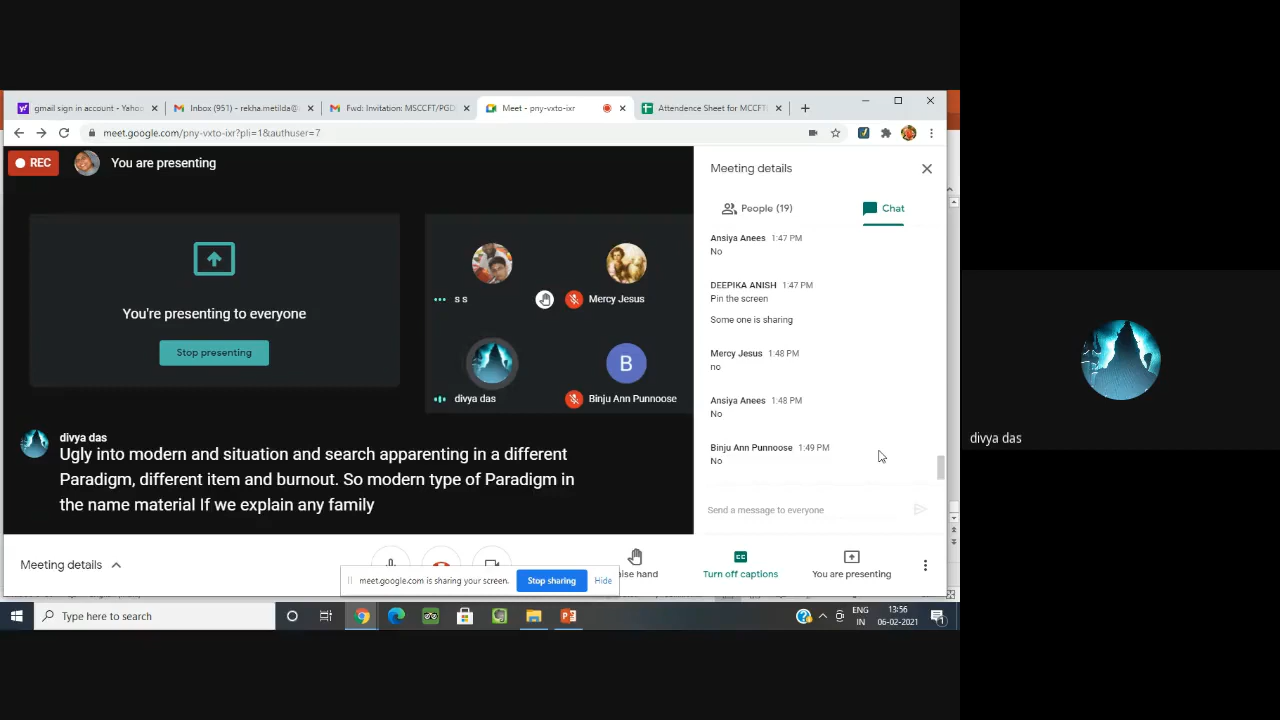 gmail sign in account - Yahoo
Inbox (951) - rekha.metilda@
Fwd: Invitation: MSCCFT/PGD
Meet - pny-vxto-ixr
Attendence Sheet for MCCFT
meet.google.com/pny-vxto-ixr?pli=1&authuser=7
REC
You are presenting
Meeting details
People (19)
Chat
You're presenting to everyone
Stop presenting
s s
Mercy Jesus
divya das
B
Binju Ann Punnoose
Ansiya Anees 1:47 PM
No
DEEPIKA ANISH 1:47 PM
Pin the screen
Some one is sharing
Mercy Jesus 1:48 PM
no
Ansiya Anees 1:48 PM
No
Binju Ann Punnoose 1:49 PM
No
Send a message to everyone
divya das
Ugly into modern and situation and search apparenting in a different
Paradigm, different item and burnout. So modern type of Paradigm in
the name material If we explain any family
Meeting details
meet.google.com is sharing your screen.
Stop sharing
Hide
aise hand
Turn off captions
You are presenting
Type here to search
ENG
IN
13:56
06-02-2021
divya das